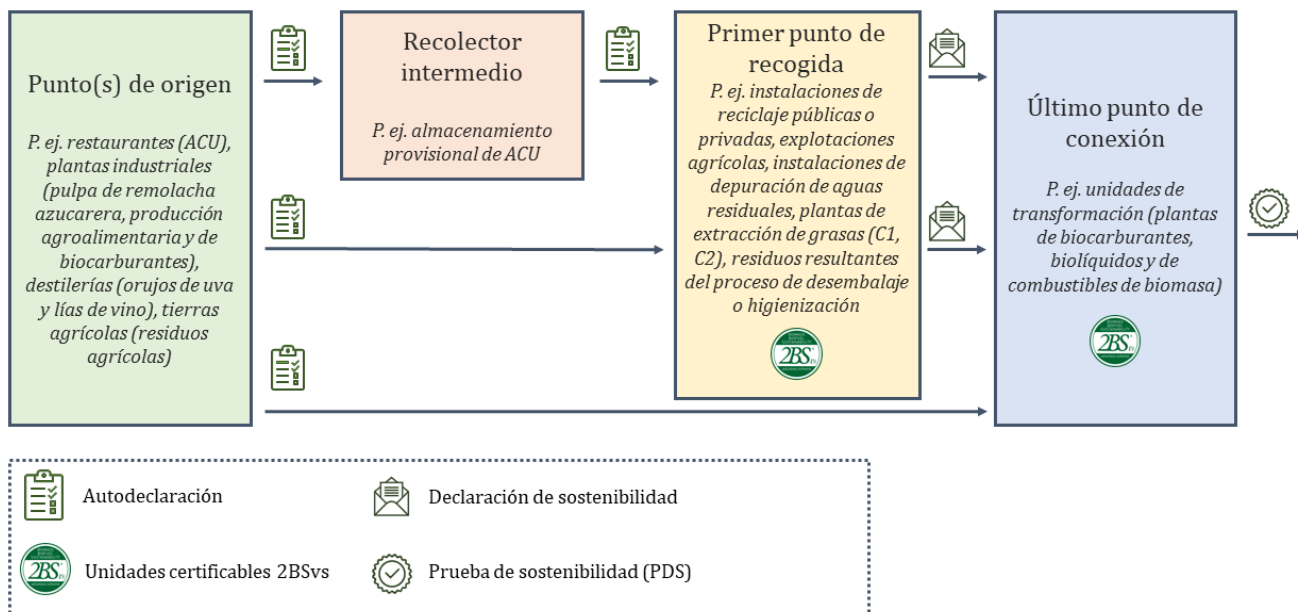 Punto(s) de origen
P. ej. restaurantes (ACU),
plantas industriales
(pulpa de remolacha
azucarera, producción
agroalimentaria y de
biocarburantes),
destilerías (orujos de uva
y lías de vino), tierras
agrícolas (residuos
agrícolas)
Recolector
intermedio
P. ej. almacenamiento
provisional de ACU
Primer punto de
recogida
P. ej. instalaciones de
reciclaje públicas o
privadas, explotaciones
agrícolas, instalaciones de
depuración de aguas
residuales, plantas de
extracción de grasas (C1,
C2), residuos resultantes
del proceso de desembalaje
o higienización
2BSvs
Último punto de
conexión
P. ej. unidades de
transformación (plantas
de biocarburantes,
biolíquidos y de
combustibles de biomasa)
2BSvs
Autodeclaración
Declaración de sostenibilidad
2BSvs
Unidades certificables 2BSvs
Prueba de sostenibilidad (PDS)